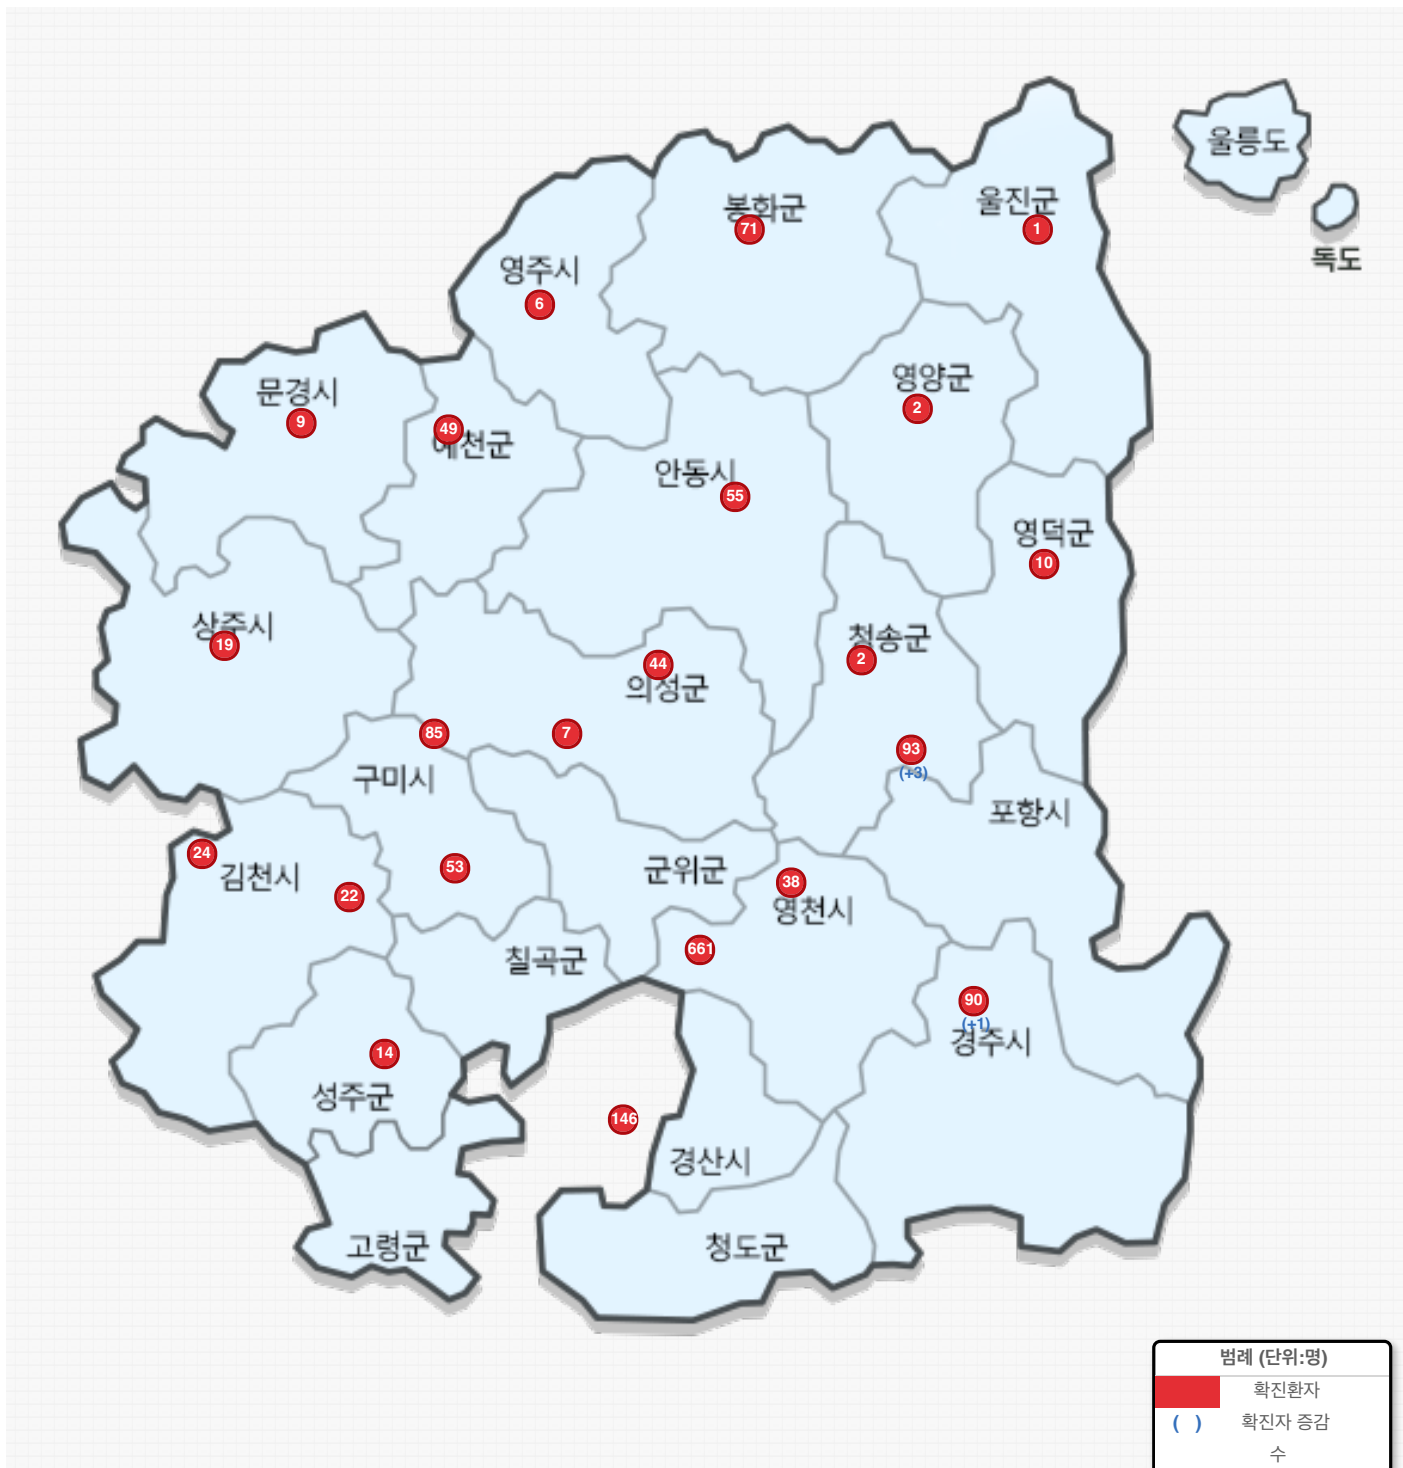 울릉도
독도
봉화군
71
울진군
1
영주시
6
문경시
9
49
예천군
영양군
2
안동시
55
영덕군
10
상주시
19
청송군
2
44
의성군
85
7
93
(+3)
구미시
포항시
24
김천시
22
53
군위군
38
영천시
661
칠곡군
90
(+1)
경주시
14
성주군
146
경산시
고령군
청도군
범례 (단위:명)
확진환자
( ) 확진자 증감
수